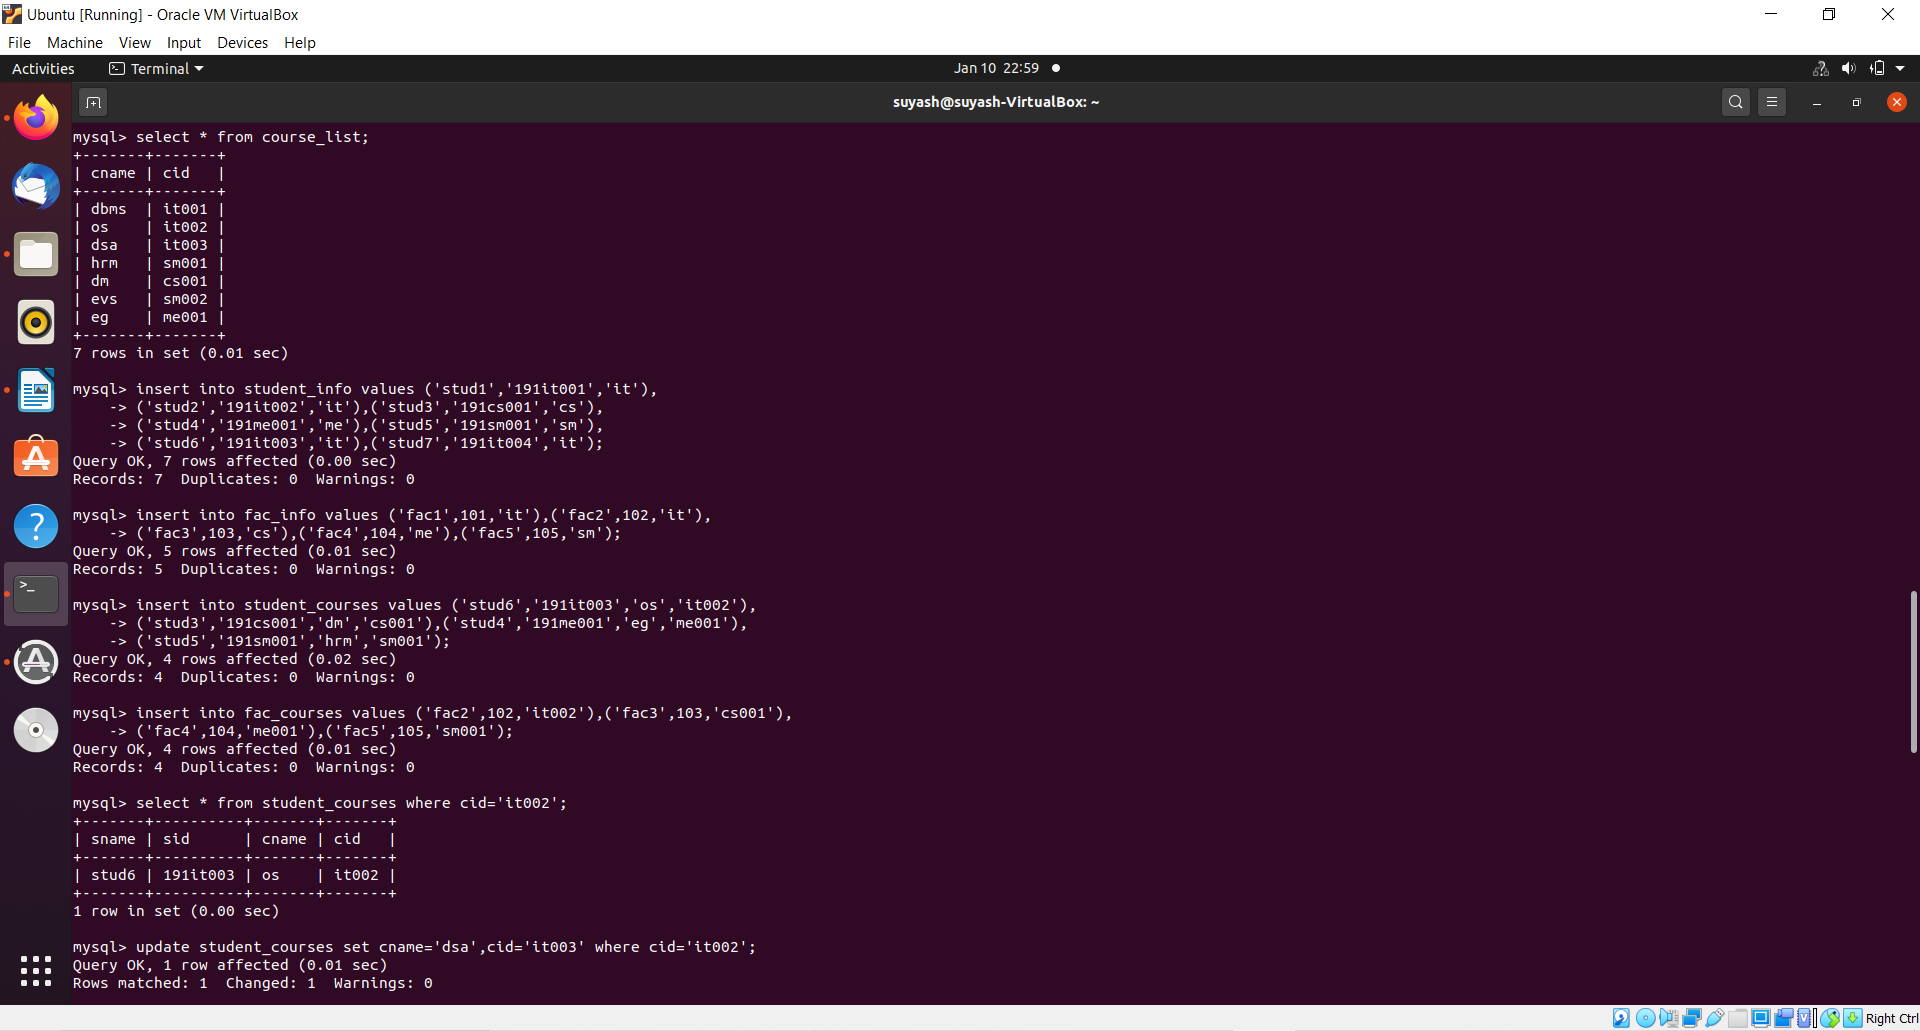 Ubuntu [Running] - Oracle VM VirtualBox
File Machine View Input Devices Help
Activities Terminal Jan 10 22:59
suyash@suyash-VirtualBox: ~
mysql> select * from course_list;
+-------+-------+
| cname | cid   |
+-------+-------+
| dbms  | it001 |
| os    | it002 |
| dsa   | it003 |
| hrm   | sm001 |
| dm    | cs001 |
| evs   | sm002 |
| eg    | me001 |
+-------+-------+
7 rows in set (0.01 sec)
mysql> insert into student_info values ('stud1','191it001','it'),
    -> ('stud2','191it002','it'),('stud3','191cs001','cs'),
    -> ('stud4','191me001','me'),('stud5','191sm001','sm'),
    -> ('stud6','191it003','it'),('stud7','191it004','it');
Query OK, 7 rows affected (0.00 sec)
Records: 7  Duplicates: 0  Warnings: 0
mysql> insert into fac_info values ('fac1',101,'it'),('fac2',102,'it'),
    -> ('fac3',103,'cs'),('fac4',104,'me'),('fac5',105,'sm');
Query OK, 5 rows affected (0.01 sec)
Records: 5  Duplicates: 0  Warnings: 0
mysql> insert into student_courses values ('stud6','191it003','os','it002'),
    -> ('stud3','191cs001','dm','cs001'),('stud4','191me001','eg','me001'),
    -> ('stud5','191sm001','hrm','sm001');
Query OK, 4 rows affected (0.02 sec)
Records: 4  Duplicates: 0  Warnings: 0
mysql> insert into fac_courses values ('fac2',102,'it002'),('fac3',103,'cs001'),
    -> ('fac4',104,'me001'),('fac5',105,'sm001');
Query OK, 4 rows affected (0.01 sec)
Records: 4  Duplicates: 0  Warnings: 0
mysql> select * from student_courses where cid='it002';
+-------+----------+-------+-------+
| sname | sid      | cname | cid   |
+-------+----------+-------+-------+
| stud6 | 191it003 | os    | it002 |
+-------+----------+-------+-------+
1 row in set (0.00 sec)
mysql> update student_courses set cname='dsa',cid='it003' where cid='it002';
Query OK, 1 row affected (0.01 sec)
Rows matched: 1  Changed: 1  Warnings: 0
Right Ctrl